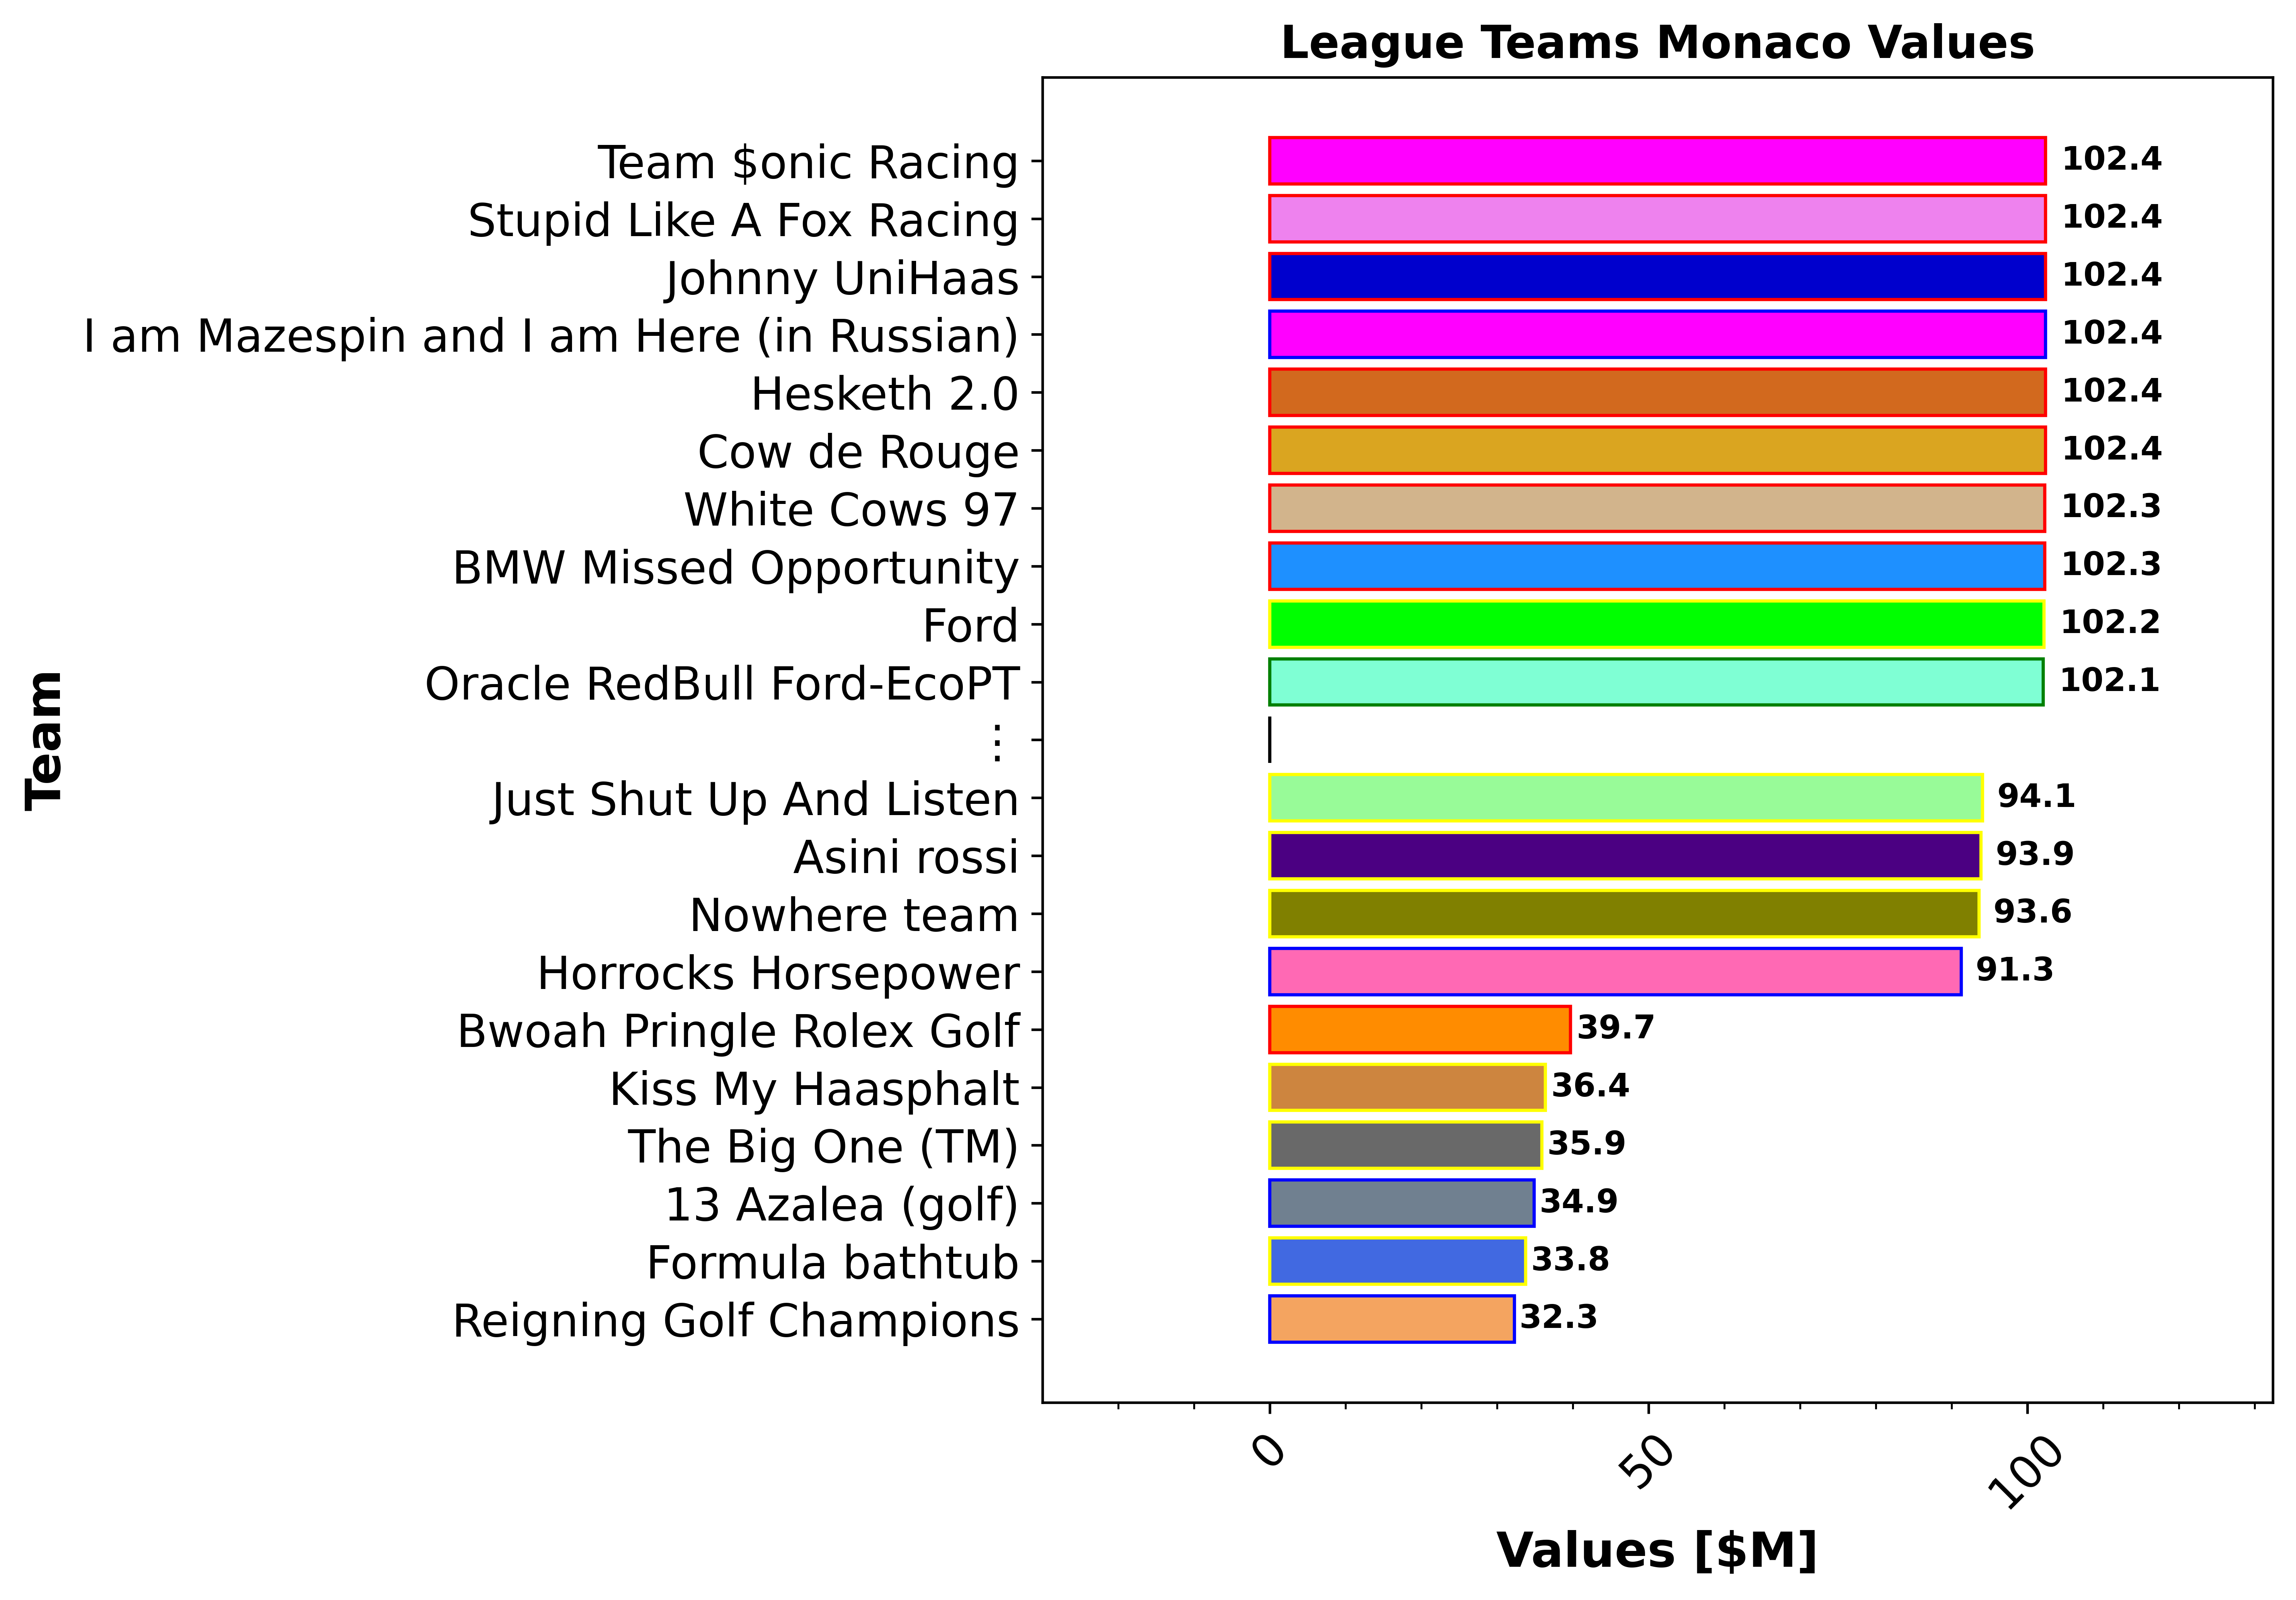 League Teams Monaco Values
Team $onic Racing 102.4
Stupid Like A Fox Racing 102.4
Johnny UniHaas 102.4
I am Mazespin and I am Here (in Russian) 102.4
Hesketh 2.0 102.4
Cow de Rouge 102.4
White Cows 97 102.3
BMW Missed Opportunity 102.3
Ford 102.2
Oracle RedBull Ford-EcoPT 102.1
⋮
Just Shut Up And Listen 94.1
Asini rossi 93.9
Nowhere team 93.6
Horrocks Horsepower 91.3
Bwoah Pringle Rolex Golf 39.7
Kiss My Haasphalt 36.4
The Big One (TM) 35.9
13 Azalea (golf) 34.9
Formula bathtub 33.8
Reigning Golf Champions 32.3
Team
0 50 100
Values [$M]